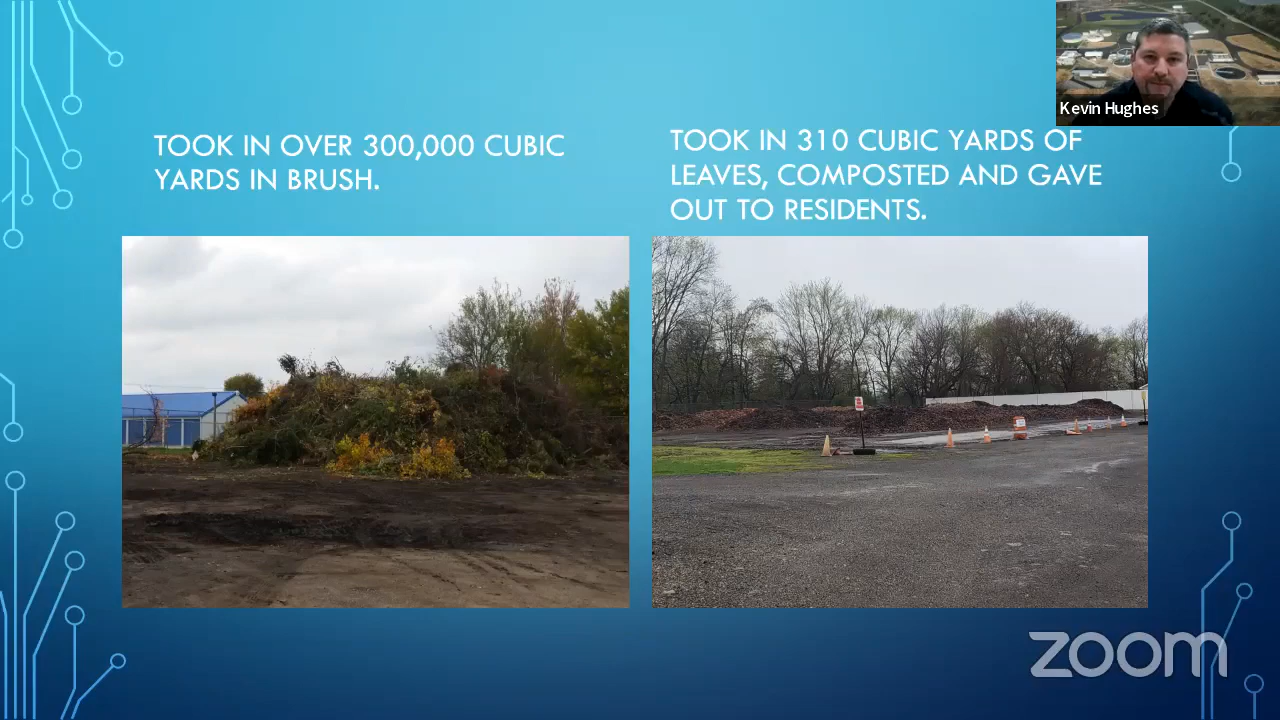 Kevin Hughes
TOOK IN OVER 300,000 CUBIC
YARDS IN BRUSH.
TOOK IN 310 CUBIC YARDS OF
LEAVES, COMPOSTED AND GAVE
OUT TO RESIDENTS.
zoom